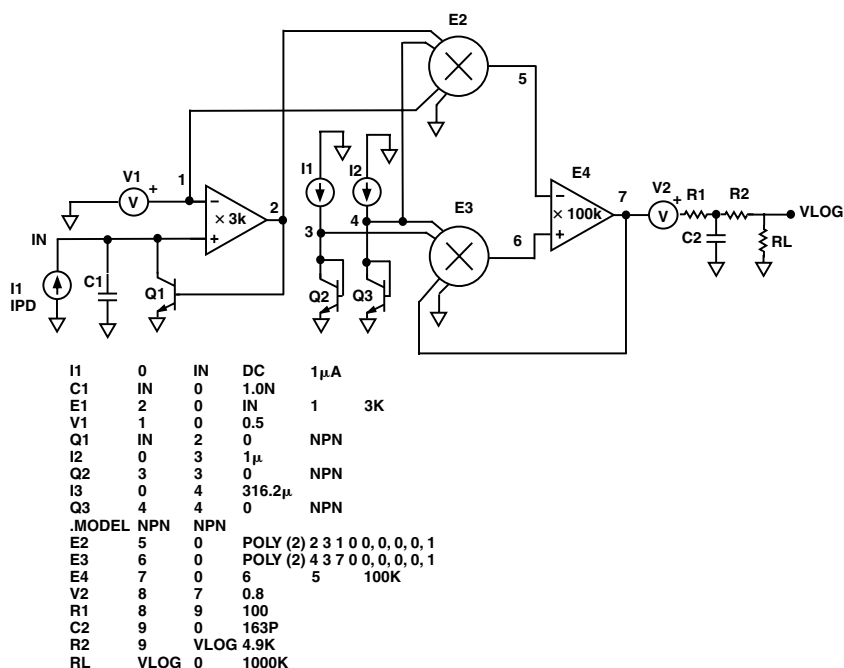 E2
5
V1
1
+
V
−
× 3k
+
2
IN
I1
IPD
C1
Q1
I1
I2
3
4
Q2
Q3
E3
6
E4
−
× 100k
+
7
V2
+
V
R1
R2
C2
RL
VLOG
I1 0 IN DC 1μA
C1 IN 0 1.0N
E1 2 0 IN 1 3K
V1 1 0 0.5
Q1 IN 2 0 NPN
I2 0 3 1μ
Q2 3 3 0 NPN
I3 0 4 316.2μ
Q3 4 4 0 NPN
.MODEL NPN NPN
E2 5 0 POLY (2) 2 3 1 0 0, 0, 0, 0, 1
E3 6 0 POLY (2) 4 3 7 0 0, 0, 0, 0, 1
E4 7 0 6 5 100K
V2 8 7 0.8
R1 8 9 100
C2 9 0 163P
R2 9 VLOG 4.9K
RL VLOG 0 1000K